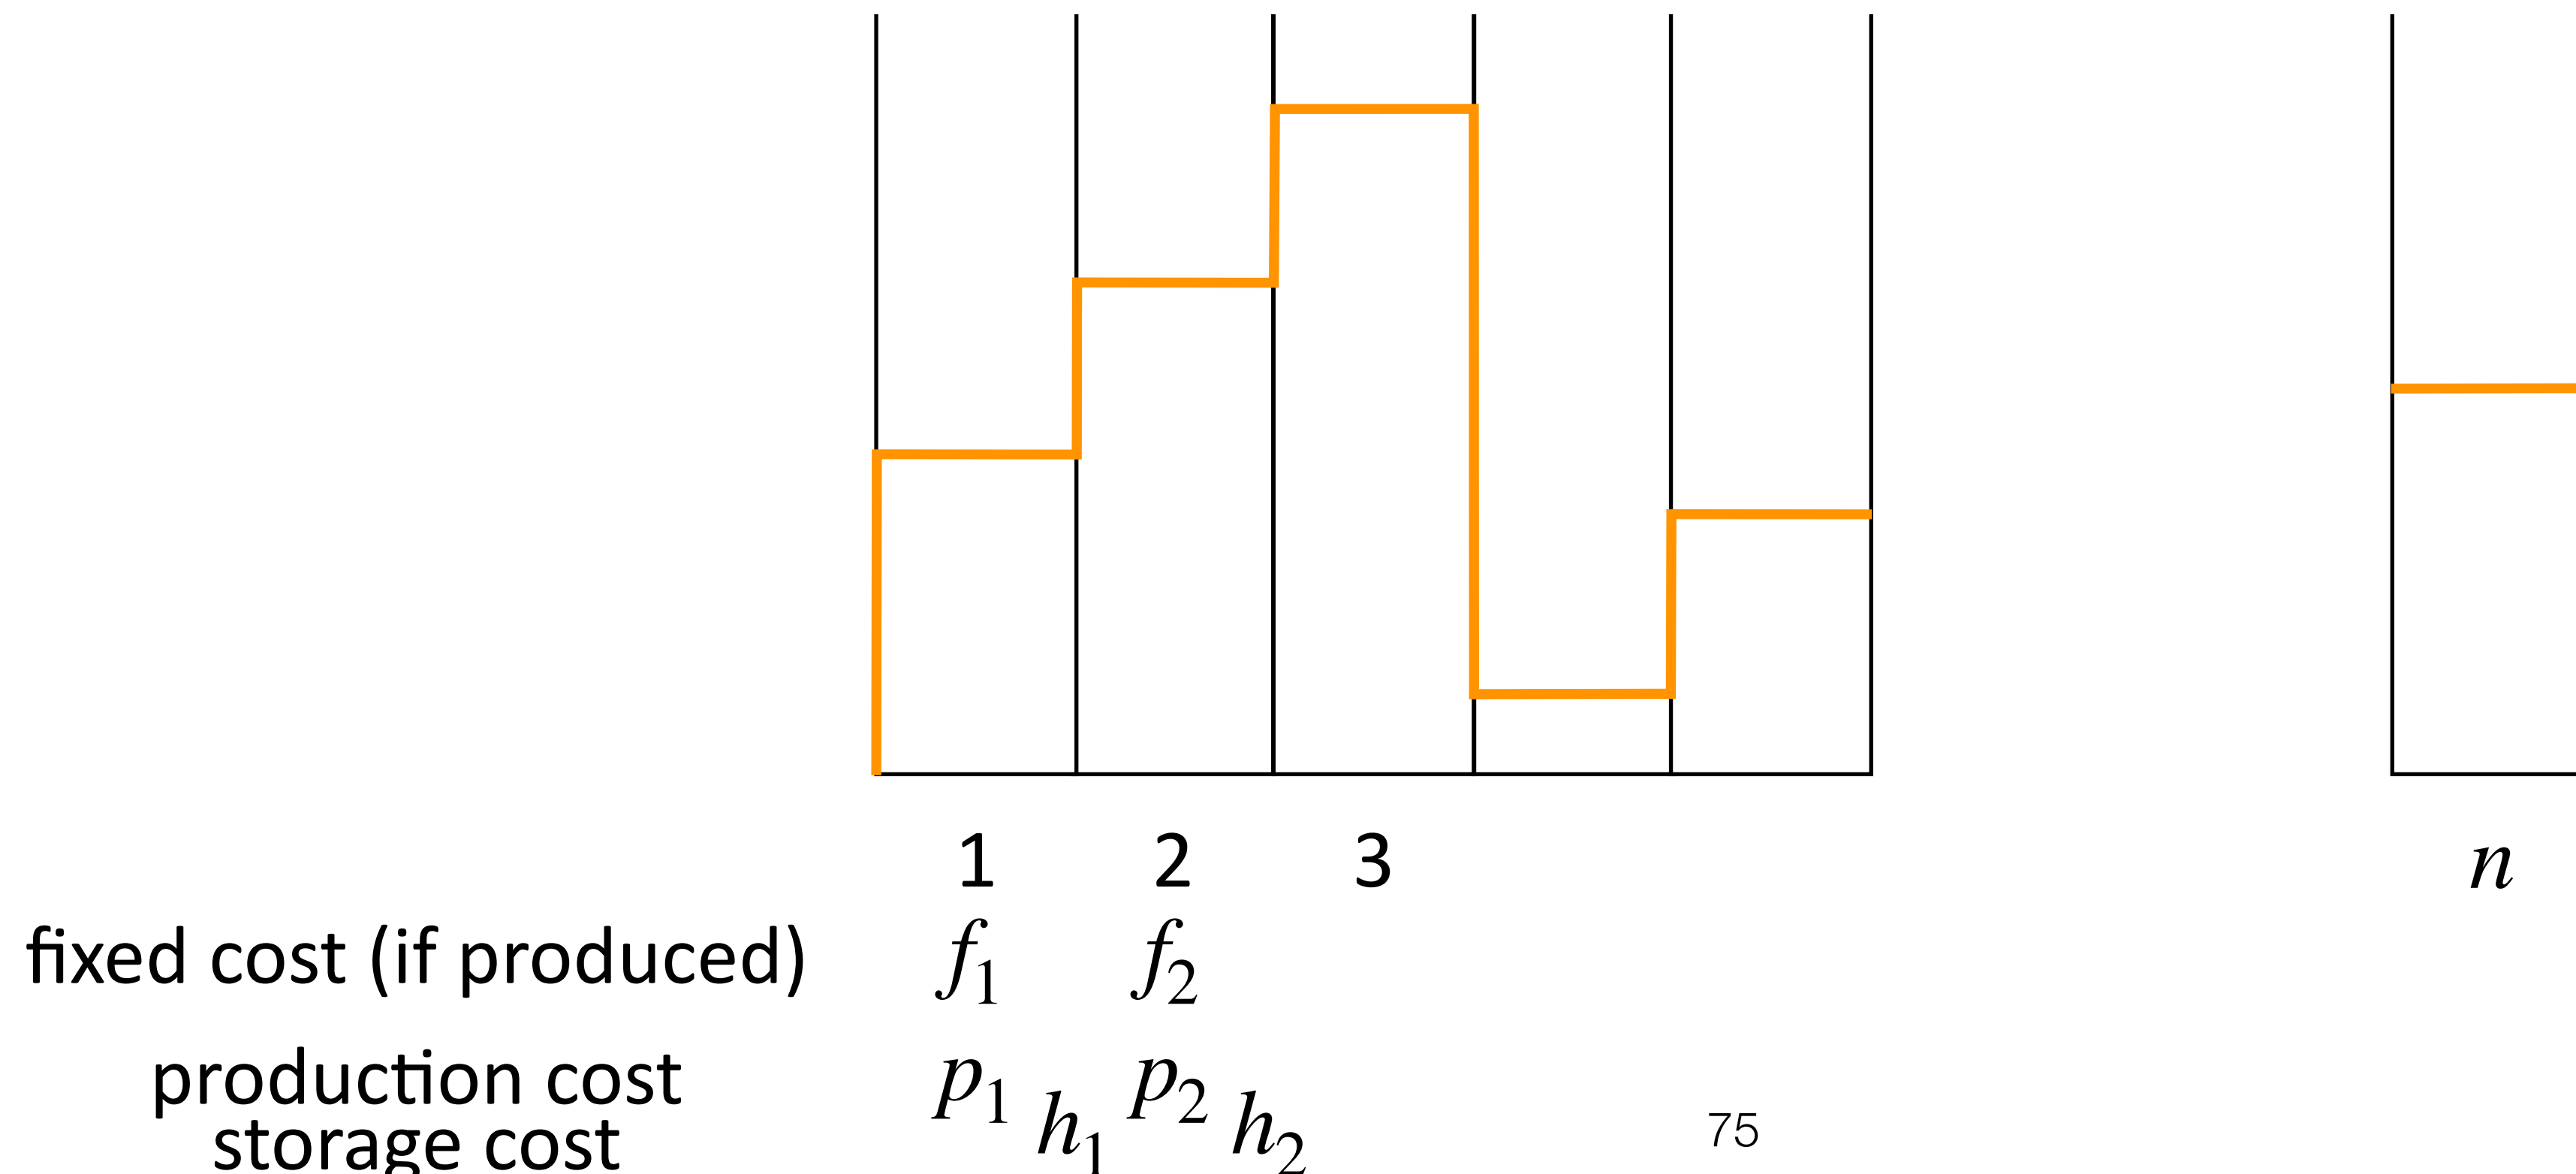 1 2 3 n
fixed cost (if produced) f₁ f₂
production cost p₁ p₂
storage cost h₁ h₂
75